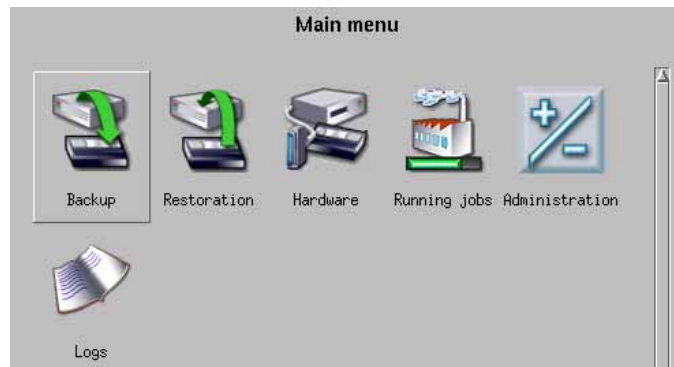 Main menu
Backup Restoration Hardware Running jobs Administration
Logs